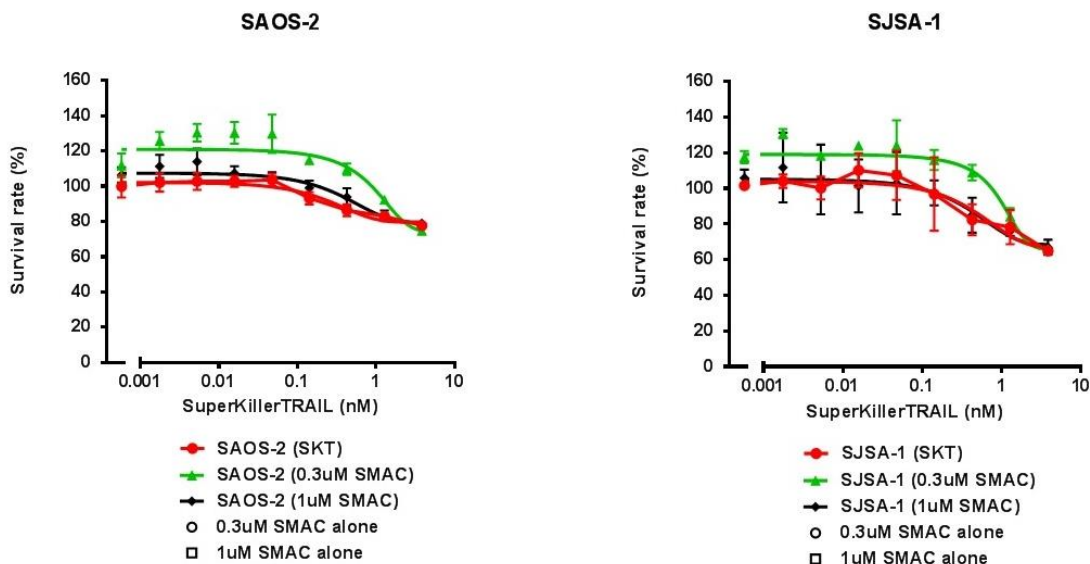 SAOS-2
160
140
120
100
80
60
40
20
0
Survival rate (%)
0.001 0.01 0.1 1 10
SuperKillerTRAIL (nM)
SAOS-2 (SKT)
SAOS-2 (0.3uM SMAC)
SAOS-2 (1uM SMAC)
0.3uM SMAC alone
1uM SMAC alone
SJSA-1
160
140
120
100
80
60
40
20
0
Survival rate (%)
0.001 0.01 0.1 1 10
SuperKillerTRAIL (nM)
SJSA-1 (SKT)
SJSA-1 (0.3uM SMAC)
SJSA-1 (1uM SMAC)
0.3uM SMAC alone
1uM SMAC alone